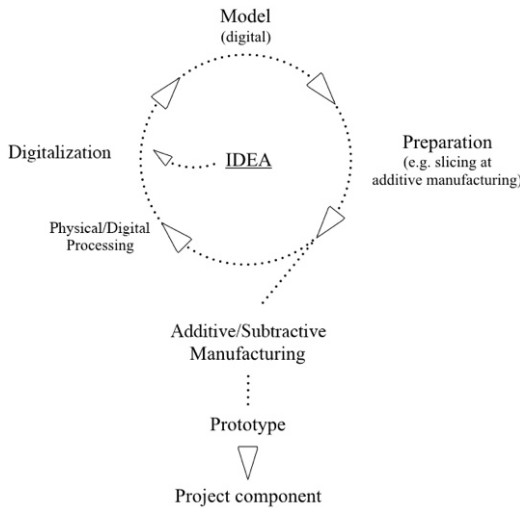 Model
(digital)
Digitalization
IDEA
Preparation
(e.g. slicing at
additive manufacturing)
Physical/Digital
Processing
Additive/Subtractive
Manufacturing
Prototype
Project component